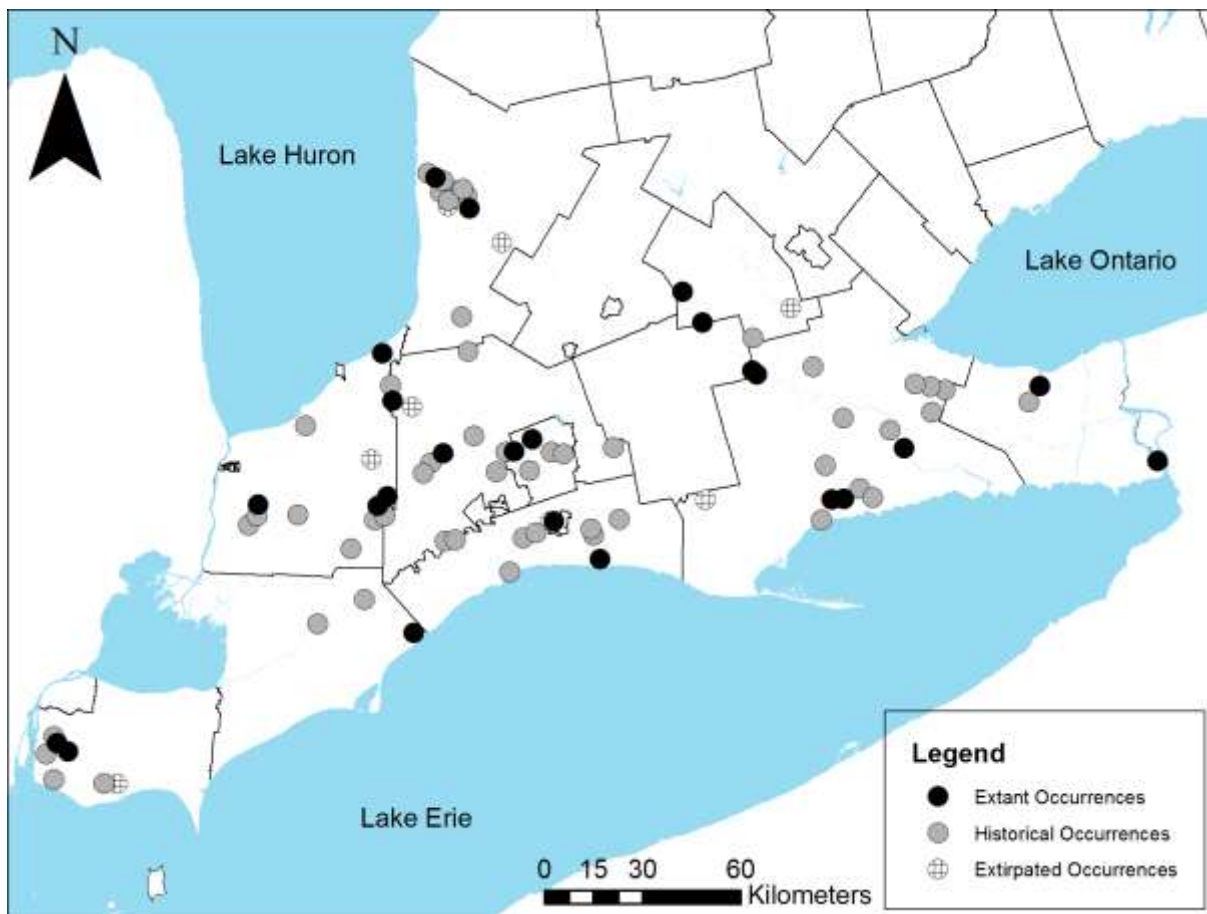 N
Lake Huron
Lake Ontario
Lake Erie
0 15 30 60
Kilometers
Legend
Extant Occurrences
Historical Occurrences
Extirpated Occurrences